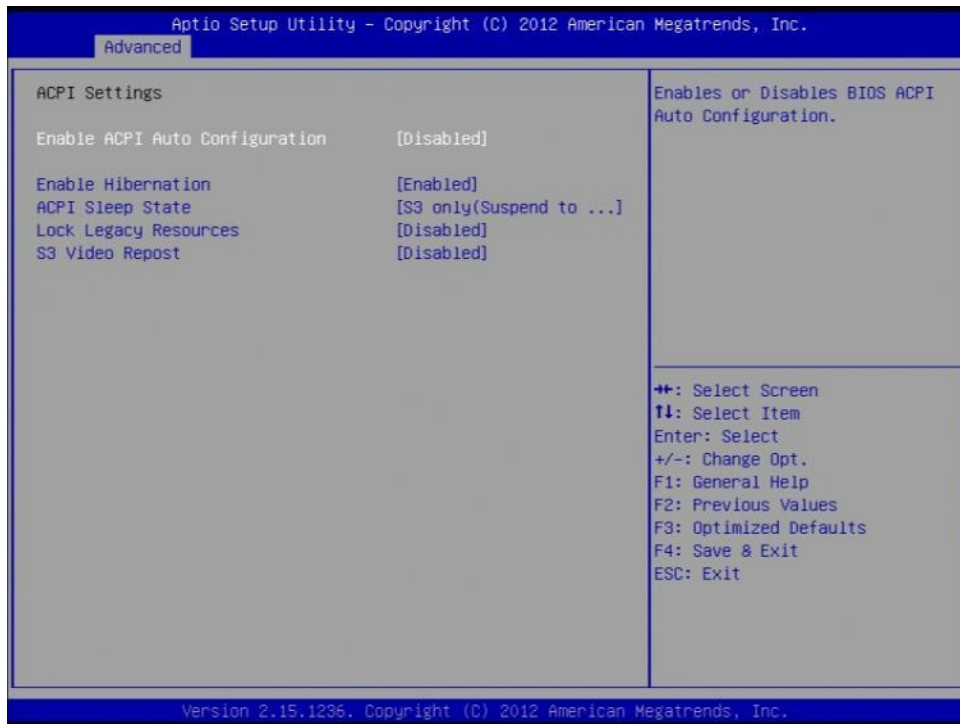 Aptio Setup Utility – Copyright (C) 2012 American Megatrends, Inc.
Advanced
ACPI Settings
Enable ACPI Auto Configuration [Disabled]
Enable Hibernation [Enabled]
ACPI Sleep State [S3 only(Suspend to ...]
Lock Legacy Resources [Disabled]
S3 Video Repost [Disabled]
Enables or Disables BIOS ACPI
Auto Configuration.
→←: Select Screen
↑↓: Select Item
Enter: Select
+/-: Change Opt.
F1: General Help
F2: Previous Values
F3: Optimized Defaults
F4: Save & Exit
ESC: Exit
Version 2.15.1236. Copyright (C) 2012 American Megatrends, Inc.